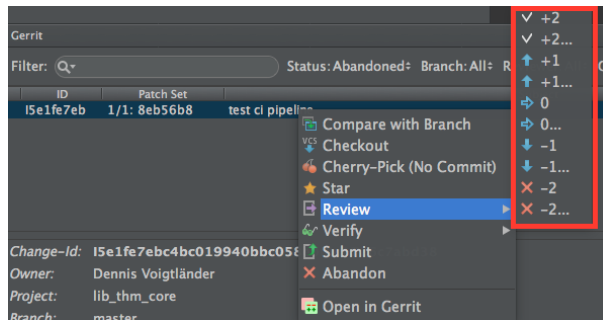 Gerrit
Filter:
Status: Abandoned Branch: All R
ID Patch Set
I5e1fe7eb 1/1: 8eb56b8 test ci pipeline
Compare with Branch
Checkout
Cherry-Pick (No Commit)
Star
Review
Verify
Submit
Abandon
Open in Gerrit
+2
+2...
+1
+1...
0
0...
-1
-1...
-2
-2...
Change-Id: I5e1fe7ebc4bc019940bbc058
Owner: Dennis Voigtländer
Project: lib_thm_core
Branch: master